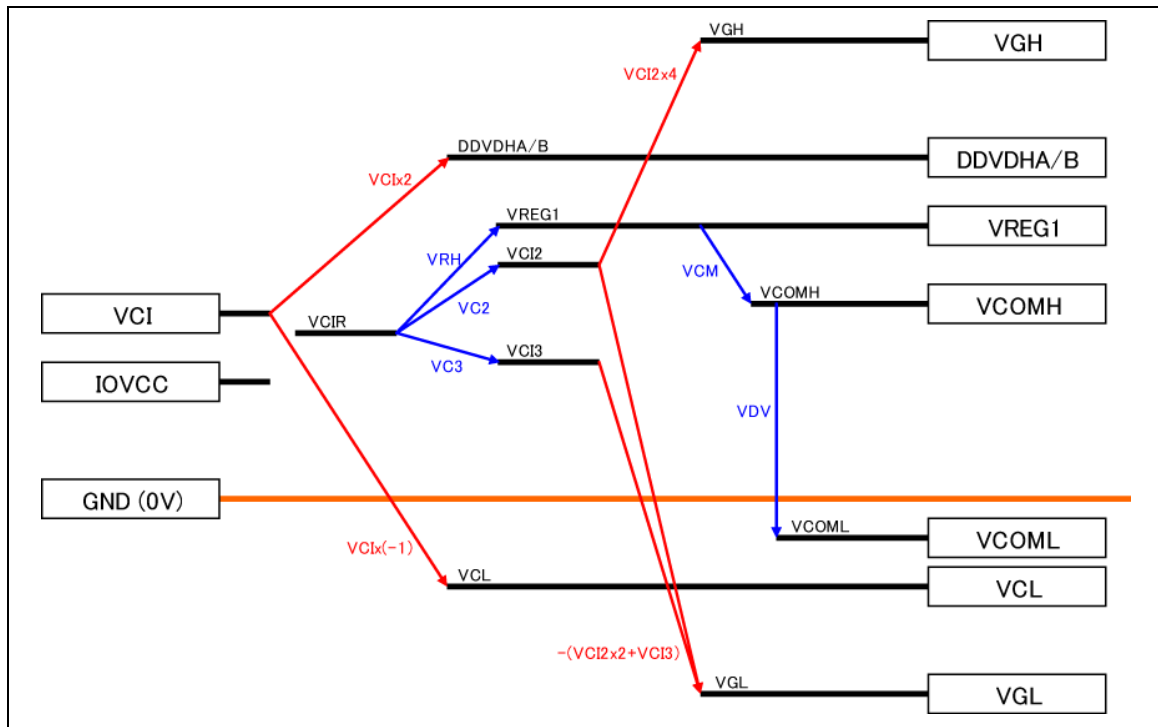 VGH
VGH
VCI2x4
DDVDHA/B
DDVDHA/B
VCIx2
VREG1
VREG1
VRH
VCI2
VCM
VC2
VCOMH
VCOMH
VCI
VCIR
VC3
VCI3
IOVCC
VDV
GND (0V)
VCOML
VCOML
VCIx(-1)
VCL
VCL
-(VCI2x2+VCI3)
VGL
VGL